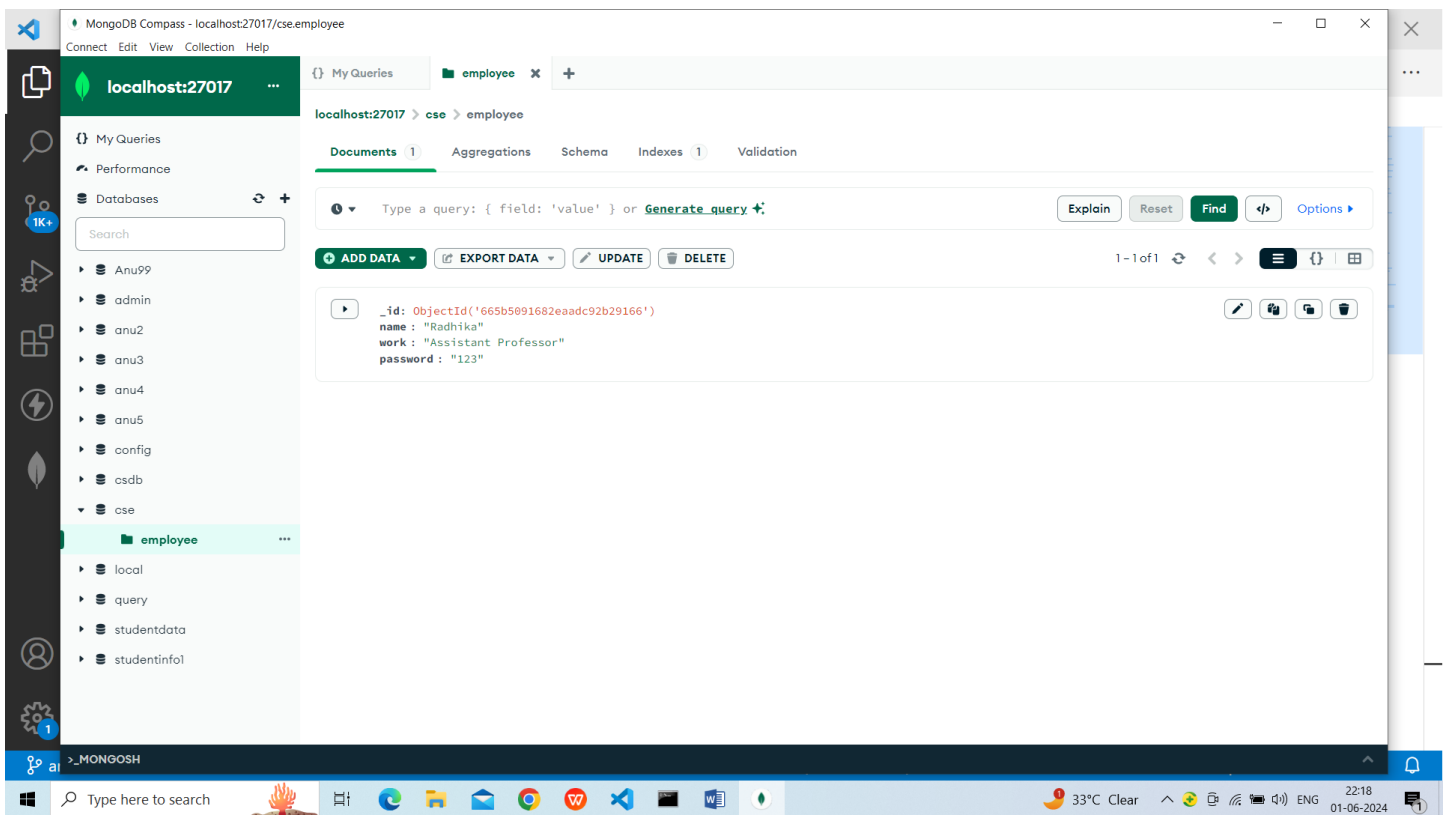 MongoDB Compass - localhost:27017/cse.employee
Connect Edit View Collection Help
localhost:27017 ...
{} My Queries
employee
localhost:27017 > cse > employee
{} My Queries
Performance
Databases
Search
Anu99
admin
anu2
anu3
anu4
anu5
config
csdb
cse
employee ...
local
query
studentdata
studentinfo1
Documents 1 Aggregations Schema Indexes 1 Validation
Type a query: { field: 'value' } or Generate query
Explain Reset Find </> Options
ADD DATA EXPORT DATA UPDATE DELETE
1 – 1 of 1 {}
_id: ObjectId('665b5091682eaadc92b29166')
name : "Radhika"
work : "Assistant Professor"
password : "123"
>_MONGOSH
1K+
1
Type here to search
1
33°C Clear
ENG
22:18
01-06-2024
1